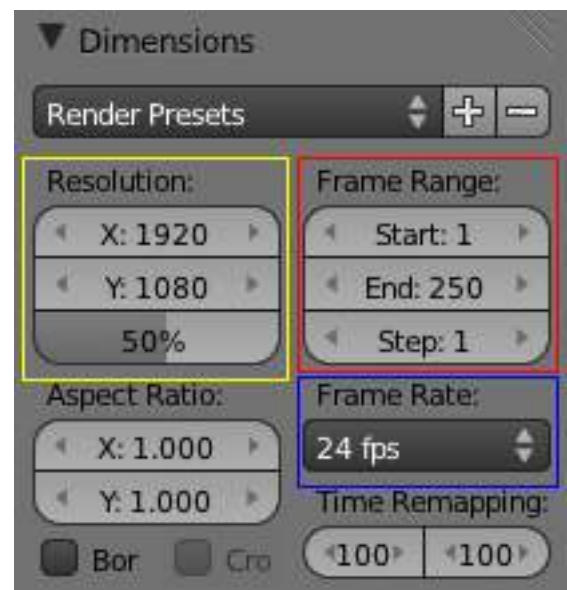 Dimensions
Render Presets
Resolution:
X: 1920
Y: 1080
50%
Frame Range:
Start: 1
End: 250
Step: 1
Aspect Ratio:
X: 1.000
Y: 1.000
Bor
Cro
Frame Rate:
24 fps
Time Remapping:
100
100